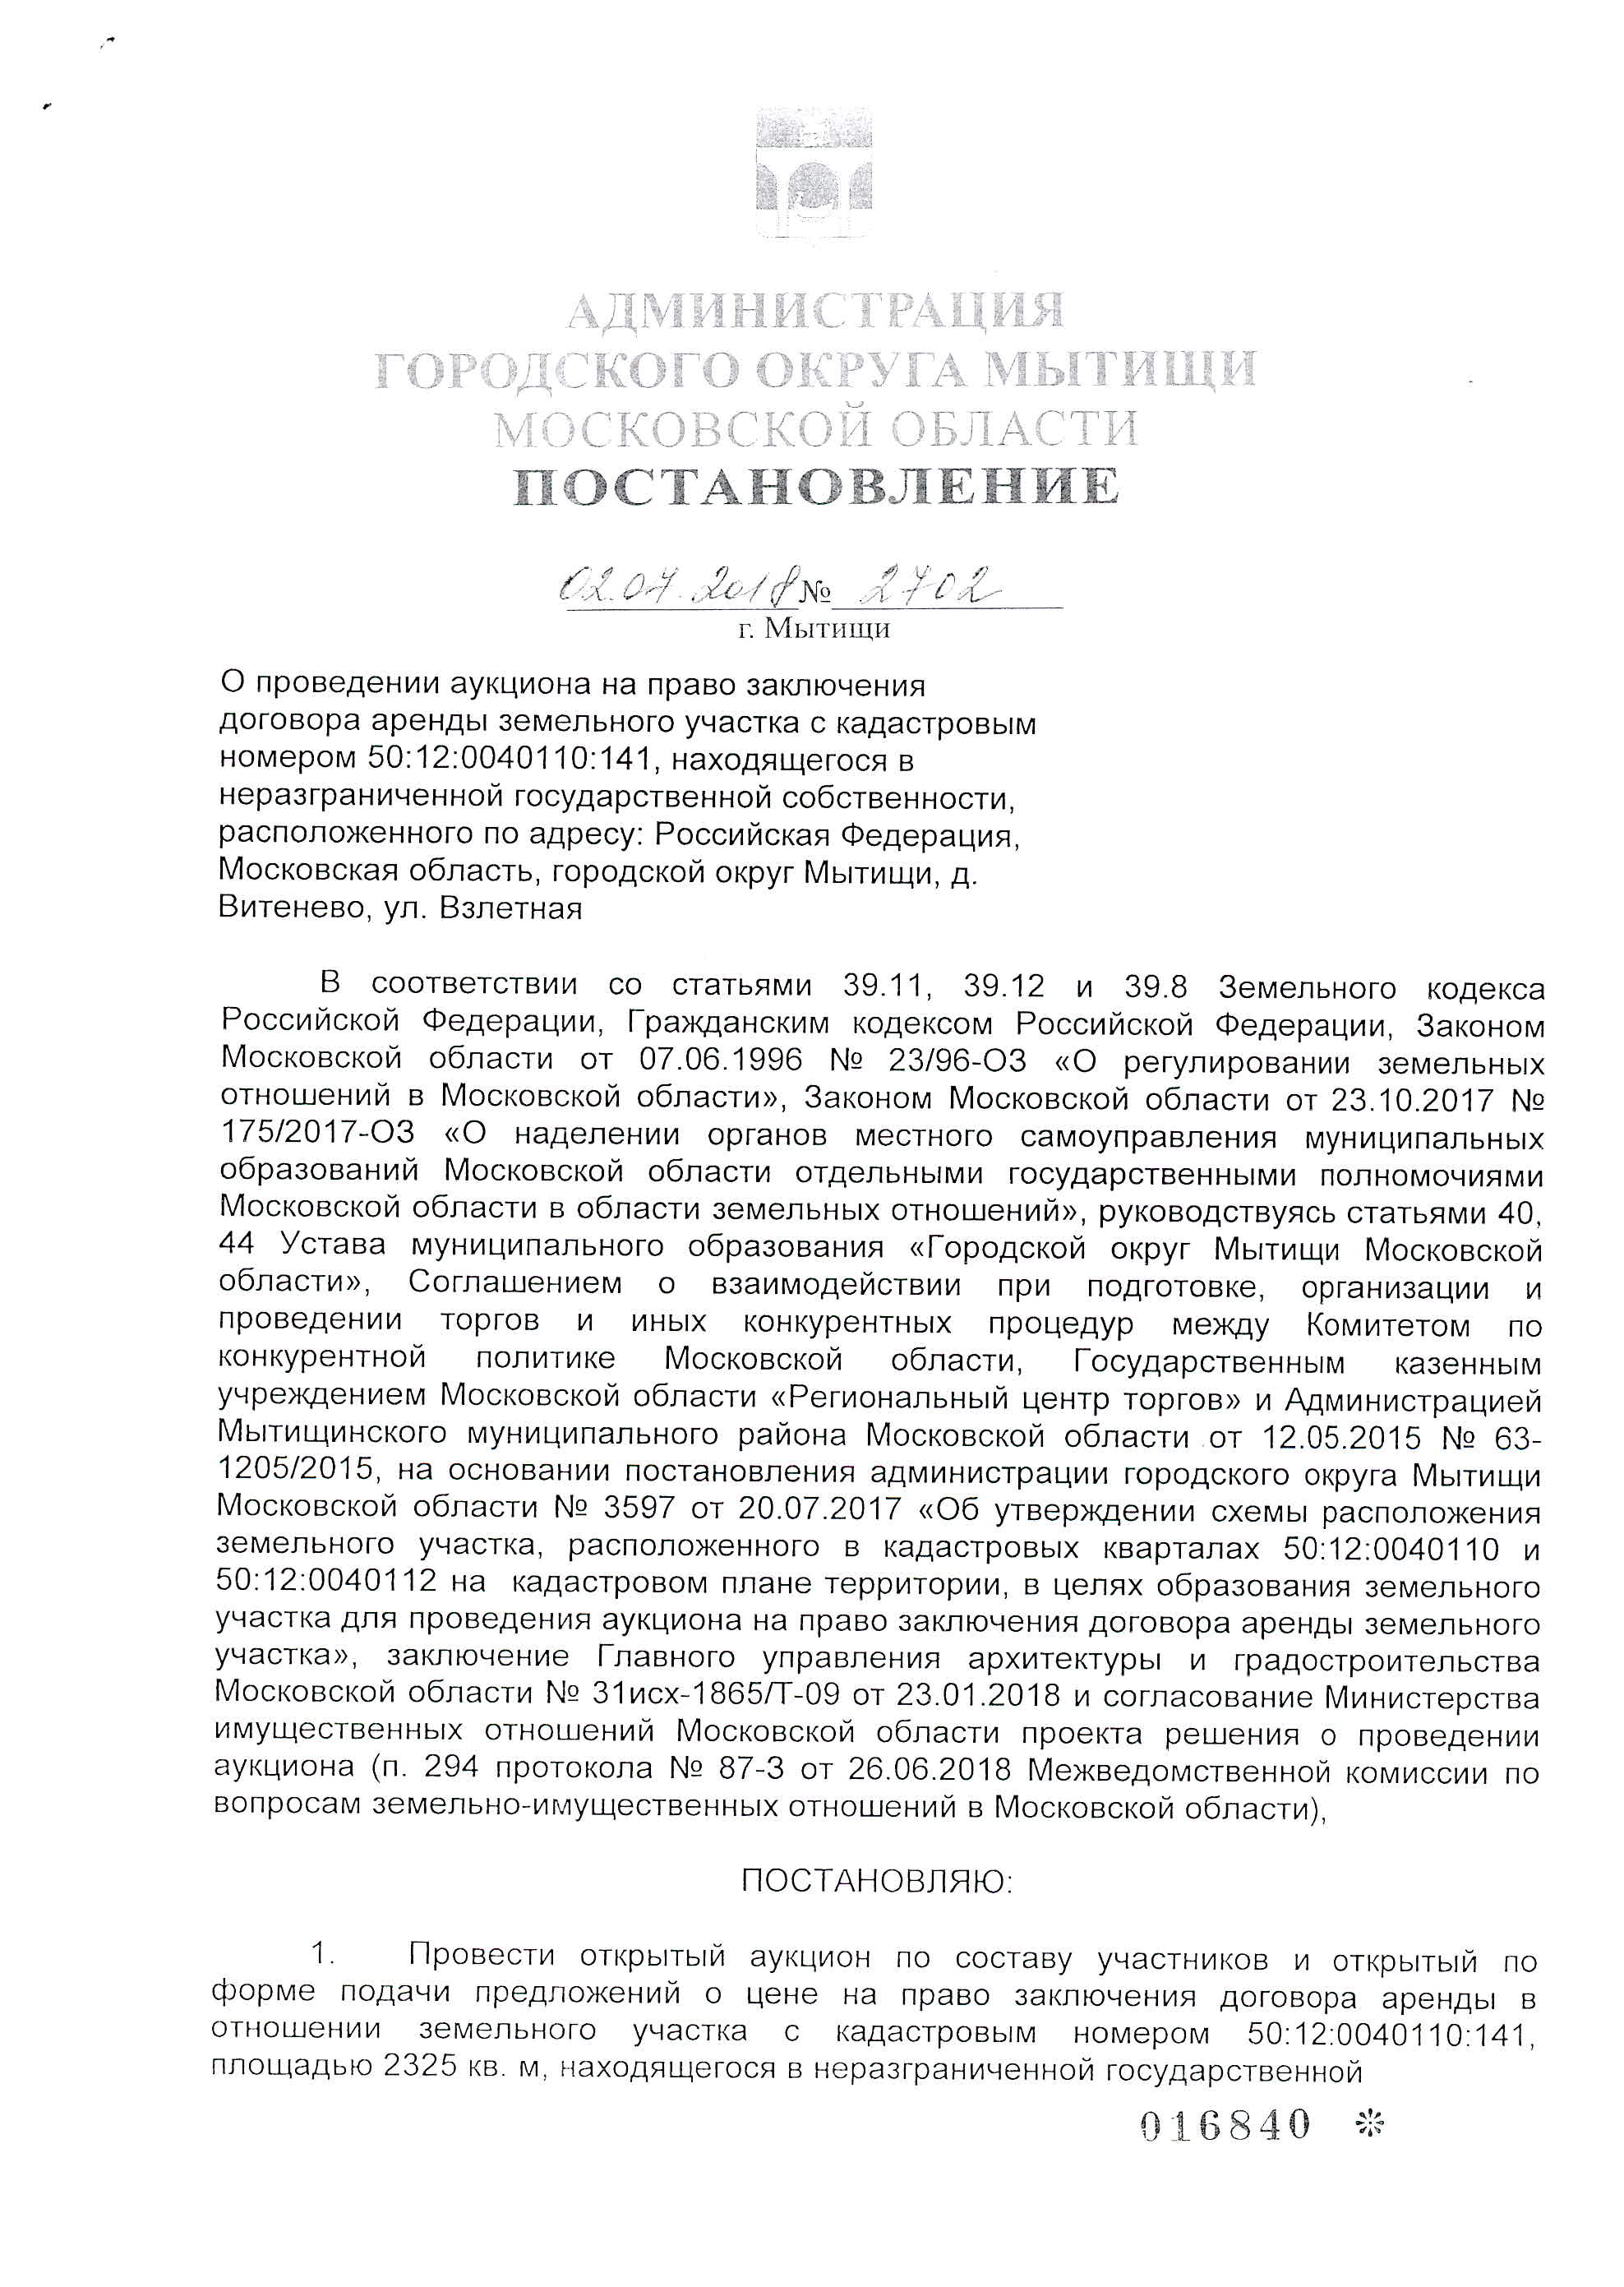 АДМИНИСТРАЦИЯ
ГОРОДСКОГО ОКРУГА МЫТИЩИ
МОСКОВСКОЙ ОБЛАСТИ
ПОСТАНОВЛЕНИЕ
02.07.2018 № 2702
г. Мытищи
О проведении аукциона на право заключения
договора аренды земельного участка с кадастровым
номером 50:12:0040110:141, находящегося в
неразграниченной государственной собственности,
расположенного по адресу: Российская Федерация,
Московская область, городской округ Мытищи, д.
Витенево, ул. Взлетная
В соответствии со статьями 39.11, 39.12 и 39.8 Земельного кодекса
Российской Федерации, Гражданским кодексом Российской Федерации, Законом
Московской области от 07.06.1996 № 23/96-ОЗ «О регулировании земельных
отношений в Московской области», Законом Московской области от 23.10.2017 №
175/2017-ОЗ «О наделении органов местного самоуправления муниципальных
образований Московской области отдельными государственными полномочиями
Московской области в области земельных отношений», руководствуясь статьями 40,
44 Устава муниципального образования «Городской округ Мытищи Московской
области», Соглашением о взаимодействии при подготовке, организации и
проведении торгов и иных конкурентных процедур между Комитетом по
конкурентной политике Московской области, Государственным казенным
учреждением Московской области «Региональный центр торгов» и Администрацией
Мытищинского муниципального района Московской области от 12.05.2015 № 63-
1205/2015, на основании постановления администрации городского округа Мытищи
Московской области № 3597 от 20.07.2017 «Об утверждении схемы расположения
земельного участка, расположенного в кадастровых кварталах 50:12:0040110 и
50:12:0040112 на кадастровом плане территории, в целях образования земельного
участка для проведения аукциона на право заключения договора аренды земельного
участка», заключение Главного управления архитектуры и градостроительства
Московской области № 31исх-1865/Т-09 от 23.01.2018 и согласование Министерства
имущественных отношений Московской области проекта решения о проведении
аукциона (п. 294 протокола № 87-З от 26.06.2018 Межведомственной комиссии по
вопросам земельно-имущественных отношений в Московской области),
ПОСТАНОВЛЯЮ:
1. Провести открытый аукцион по составу участников и открытый по
форме подачи предложений о цене на право заключения договора аренды в
отношении земельного участка с кадастровым номером 50:12:0040110:141,
площадью 2325 кв. м, находящегося в неразграниченной государственной
016840 ※